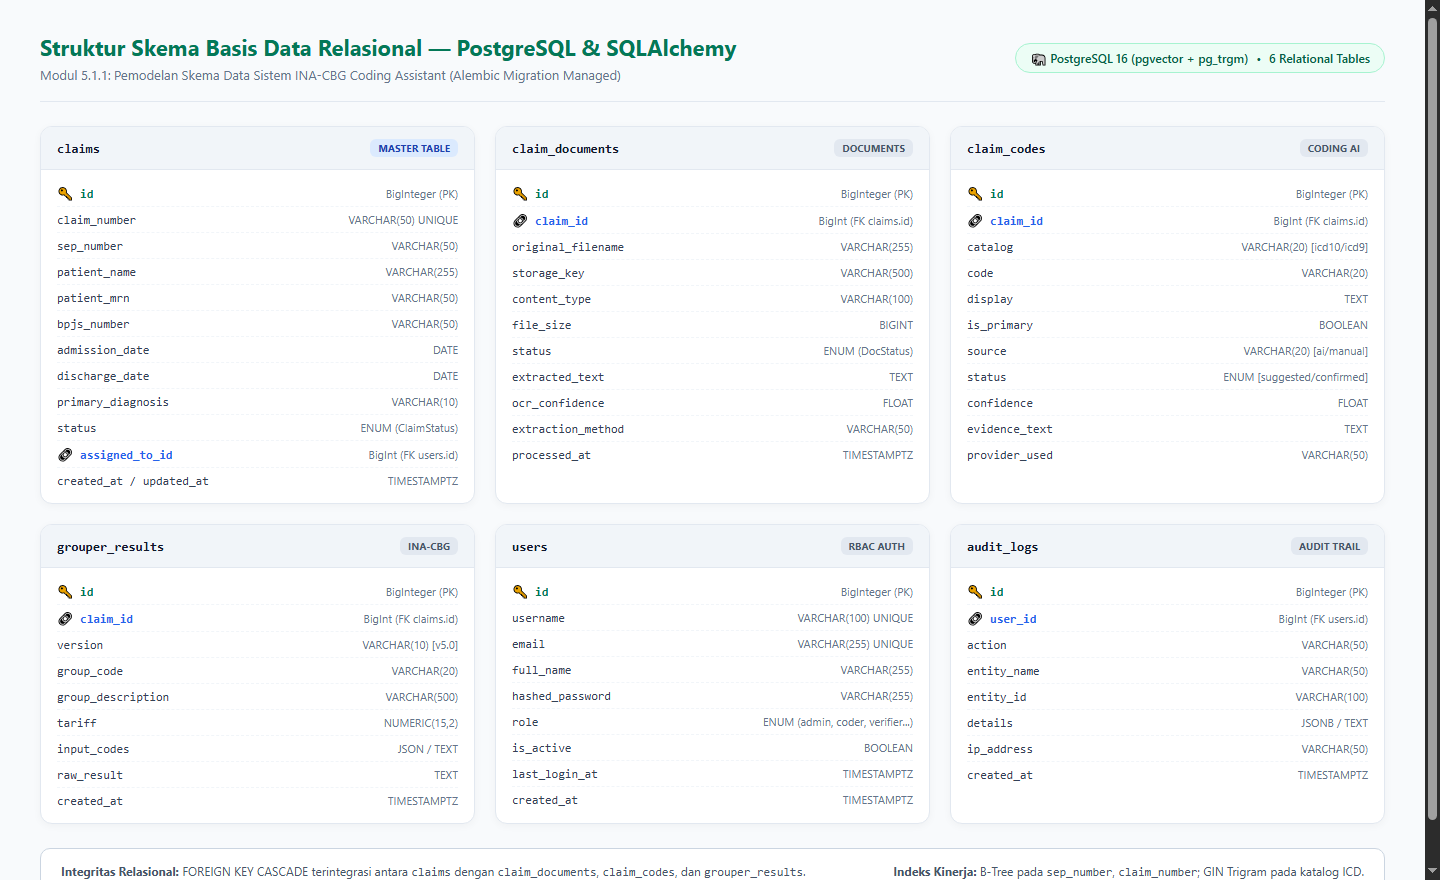 Struktur Skema Basis Data Relasional — PostgreSQL & SQLAlchemy
Modul 5.1.1: Pemodelan Skema Data Sistem INA-CBG Coding Assistant (Alembic Migration Managed)
PostgreSQL 16 (pgvector + pg_trgm) • 6 Relational Tables
claims MASTER TABLE
id BigInteger (PK)
claim_number VARCHAR(50) UNIQUE
sep_number VARCHAR(50)
patient_name VARCHAR(255)
patient_mrn VARCHAR(50)
bpjs_number VARCHAR(50)
admission_date DATE
discharge_date DATE
primary_diagnosis VARCHAR(10)
status ENUM (ClaimStatus)
assigned_to_id BigInt (FK users.id)
created_at / updated_at TIMESTAMPTZ
claim_documents DOCUMENTS
id BigInteger (PK)
claim_id BigInt (FK claims.id)
original_filename VARCHAR(255)
storage_key VARCHAR(500)
content_type VARCHAR(100)
file_size BIGINT
status ENUM (DocStatus)
extracted_text TEXT
ocr_confidence FLOAT
extraction_method VARCHAR(50)
processed_at TIMESTAMPTZ
claim_codes CODING AI
id BigInteger (PK)
claim_id BigInt (FK claims.id)
catalog VARCHAR(20) [icd10/icd9]
code VARCHAR(20)
display TEXT
is_primary BOOLEAN
source VARCHAR(20) [ai/manual]
status ENUM [suggested/confirmed]
confidence FLOAT
evidence_text TEXT
provider_used VARCHAR(50)
grouper_results INA-CBG
id BigInteger (PK)
claim_id BigInt (FK claims.id)
version VARCHAR(10) [v5.0]
group_code VARCHAR(20)
group_description VARCHAR(500)
tariff NUMERIC(15,2)
input_codes JSON / TEXT
raw_result TEXT
created_at TIMESTAMPTZ
users RBAC AUTH
id BigInteger (PK)
username VARCHAR(100) UNIQUE
email VARCHAR(255) UNIQUE
full_name VARCHAR(255)
hashed_password VARCHAR(255)
role ENUM (admin, coder, verifier...)
is_active BOOLEAN
last_login_at TIMESTAMPTZ
created_at TIMESTAMPTZ
audit_logs AUDIT TRAIL
id BigInteger (PK)
user_id BigInt (FK users.id)
action VARCHAR(50)
entity_name VARCHAR(50)
entity_id VARCHAR(100)
details JSONB / TEXT
ip_address VARCHAR(50)
created_at TIMESTAMPTZ
Integritas Relasional: FOREIGN KEY CASCADE terintegrasi antara claims dengan claim_documents, claim_codes, dan grouper_results.
Indeks Kinerja: B-Tree pada sep_number, claim_number; GIN Trigram pada katalog ICD.